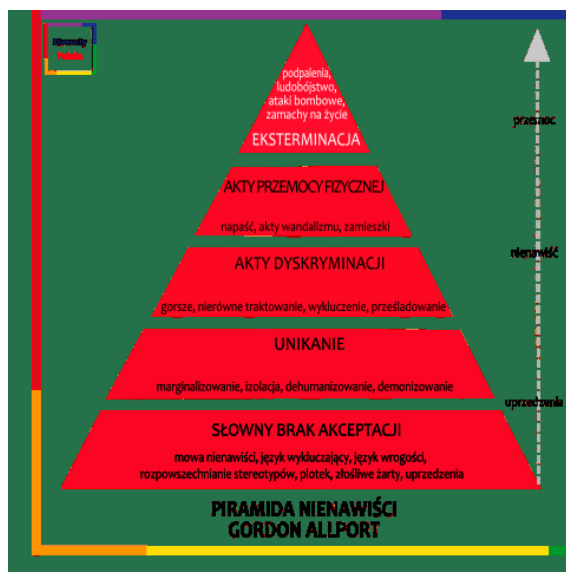 Diversity
Polska
podpalenia,
ludobójstwo,
ataki bombowe,
zamachy na życie
EKSTERMINACJA
przemoc
AKTY PRZEMOCY FIZYCZNEJ
napaść, akty wandalizmu, zamieszki
nienawiść
AKTY DYSKRYMINACJI
gorsze, nierówne traktowanie, wykluczenie, prześladowanie
UNIKANIE
marginalizowanie, izolacja, dehumanizowanie, demonizowanie
uprzedzenia
SŁOWNY BRAK AKCEPTACJI
mowa nienawiści, język wykluczający, język wrogości,
rozpowszechnianie stereotypów, plotek, złośliwe żarty, uprzedzenia
PIRAMIDA NIENAWIŚCI
GORDON ALLPORT